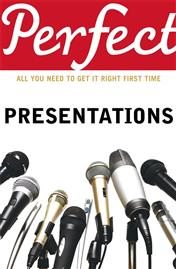 Perfect
ALL YOU NEED TO GET IT RIGHT FIRST TIME
PRESENTATIONS